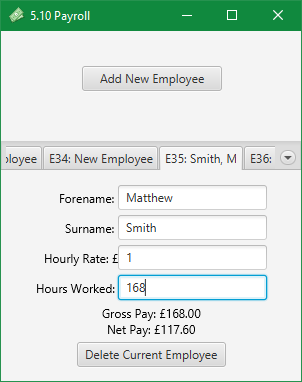 5.10 Payroll
Add New Employee
ployee E34: New Employee E35: Smith, M E36:
Forename: Matthew
Surname: Smith
Hourly Rate: £ 1
Hours Worked: 168
Gross Pay: £168.00
Net Pay: £117.60
Delete Current Employee